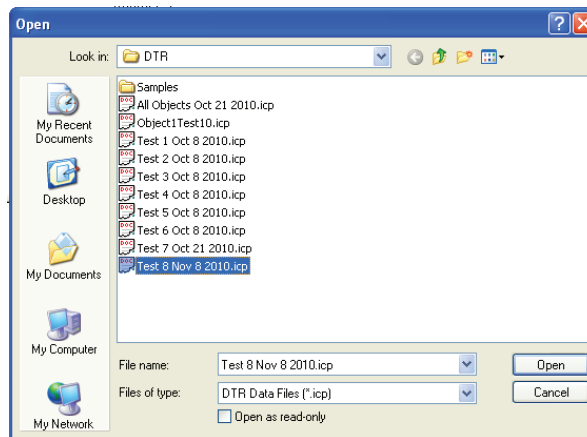 Open
Look in: DTR
Samples
All Objects Oct 21 2010.icp
Object1Test10.icp
Test 1 Oct 8 2010.icp
Test 2 Oct 8 2010.icp
Test 3 Oct 8 2010.icp
Test 4 Oct 8 2010.icp
Test 5 Oct 8 2010.icp
Test 6 Oct 8 2010.icp
Test 7 Oct 21 2010.icp
Test 8 Nov 8 2010.icp
My Recent
Documents
Desktop
My Documents
My Computer
My Network
File name: Test 8 Nov 8 2010.icp Open
Files of type: DTR Data Files (*.icp) Cancel
Open as read-only